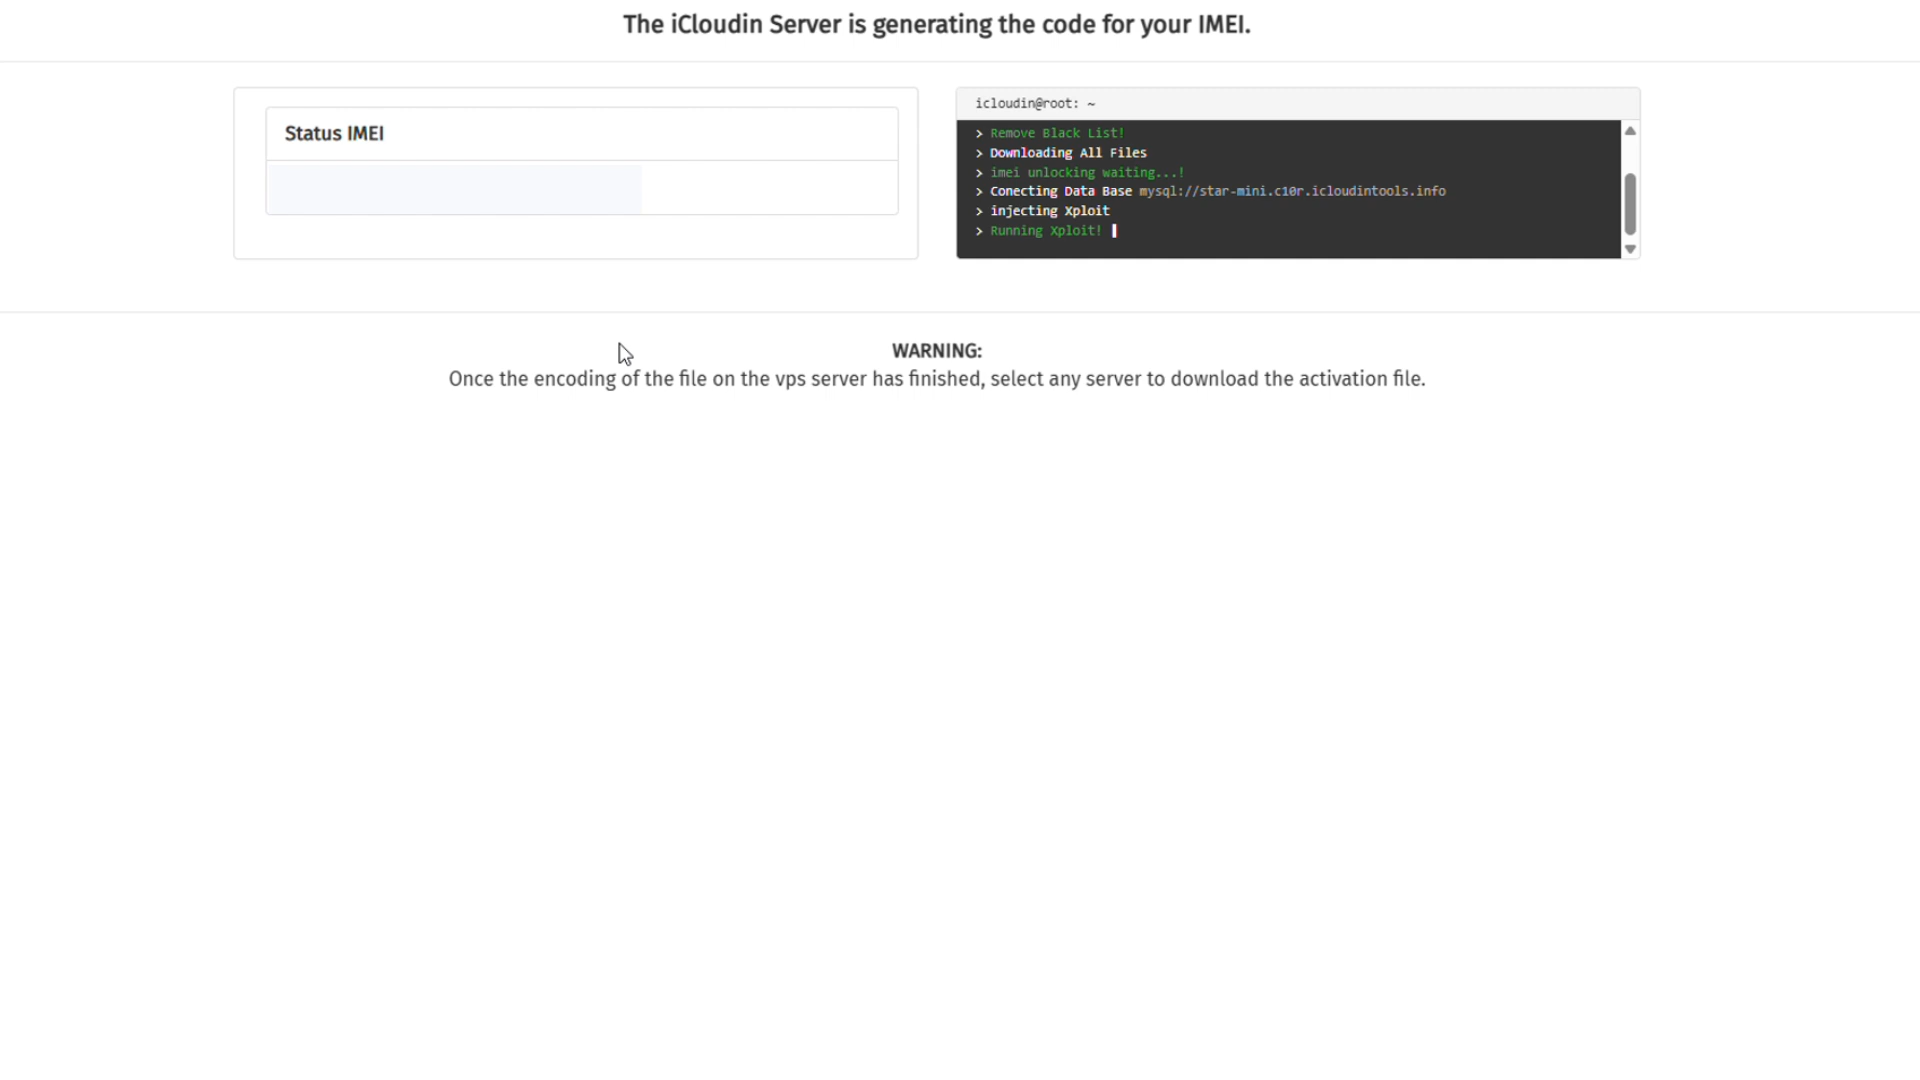 The iCloudin Server is generating the code for your IMEI.
Status IMEI
icloudin@root: ~
> Remove Black List!
> Downloading All Files
> imei unlocking waiting...!
> Conecting Data Base mysql://star-mini.c10r.icloudintools.info
> injecting Xploit
> Running Xploit!
WARNING:
Once the encoding of the file on the vps server has finished, select any server to download the activation file.